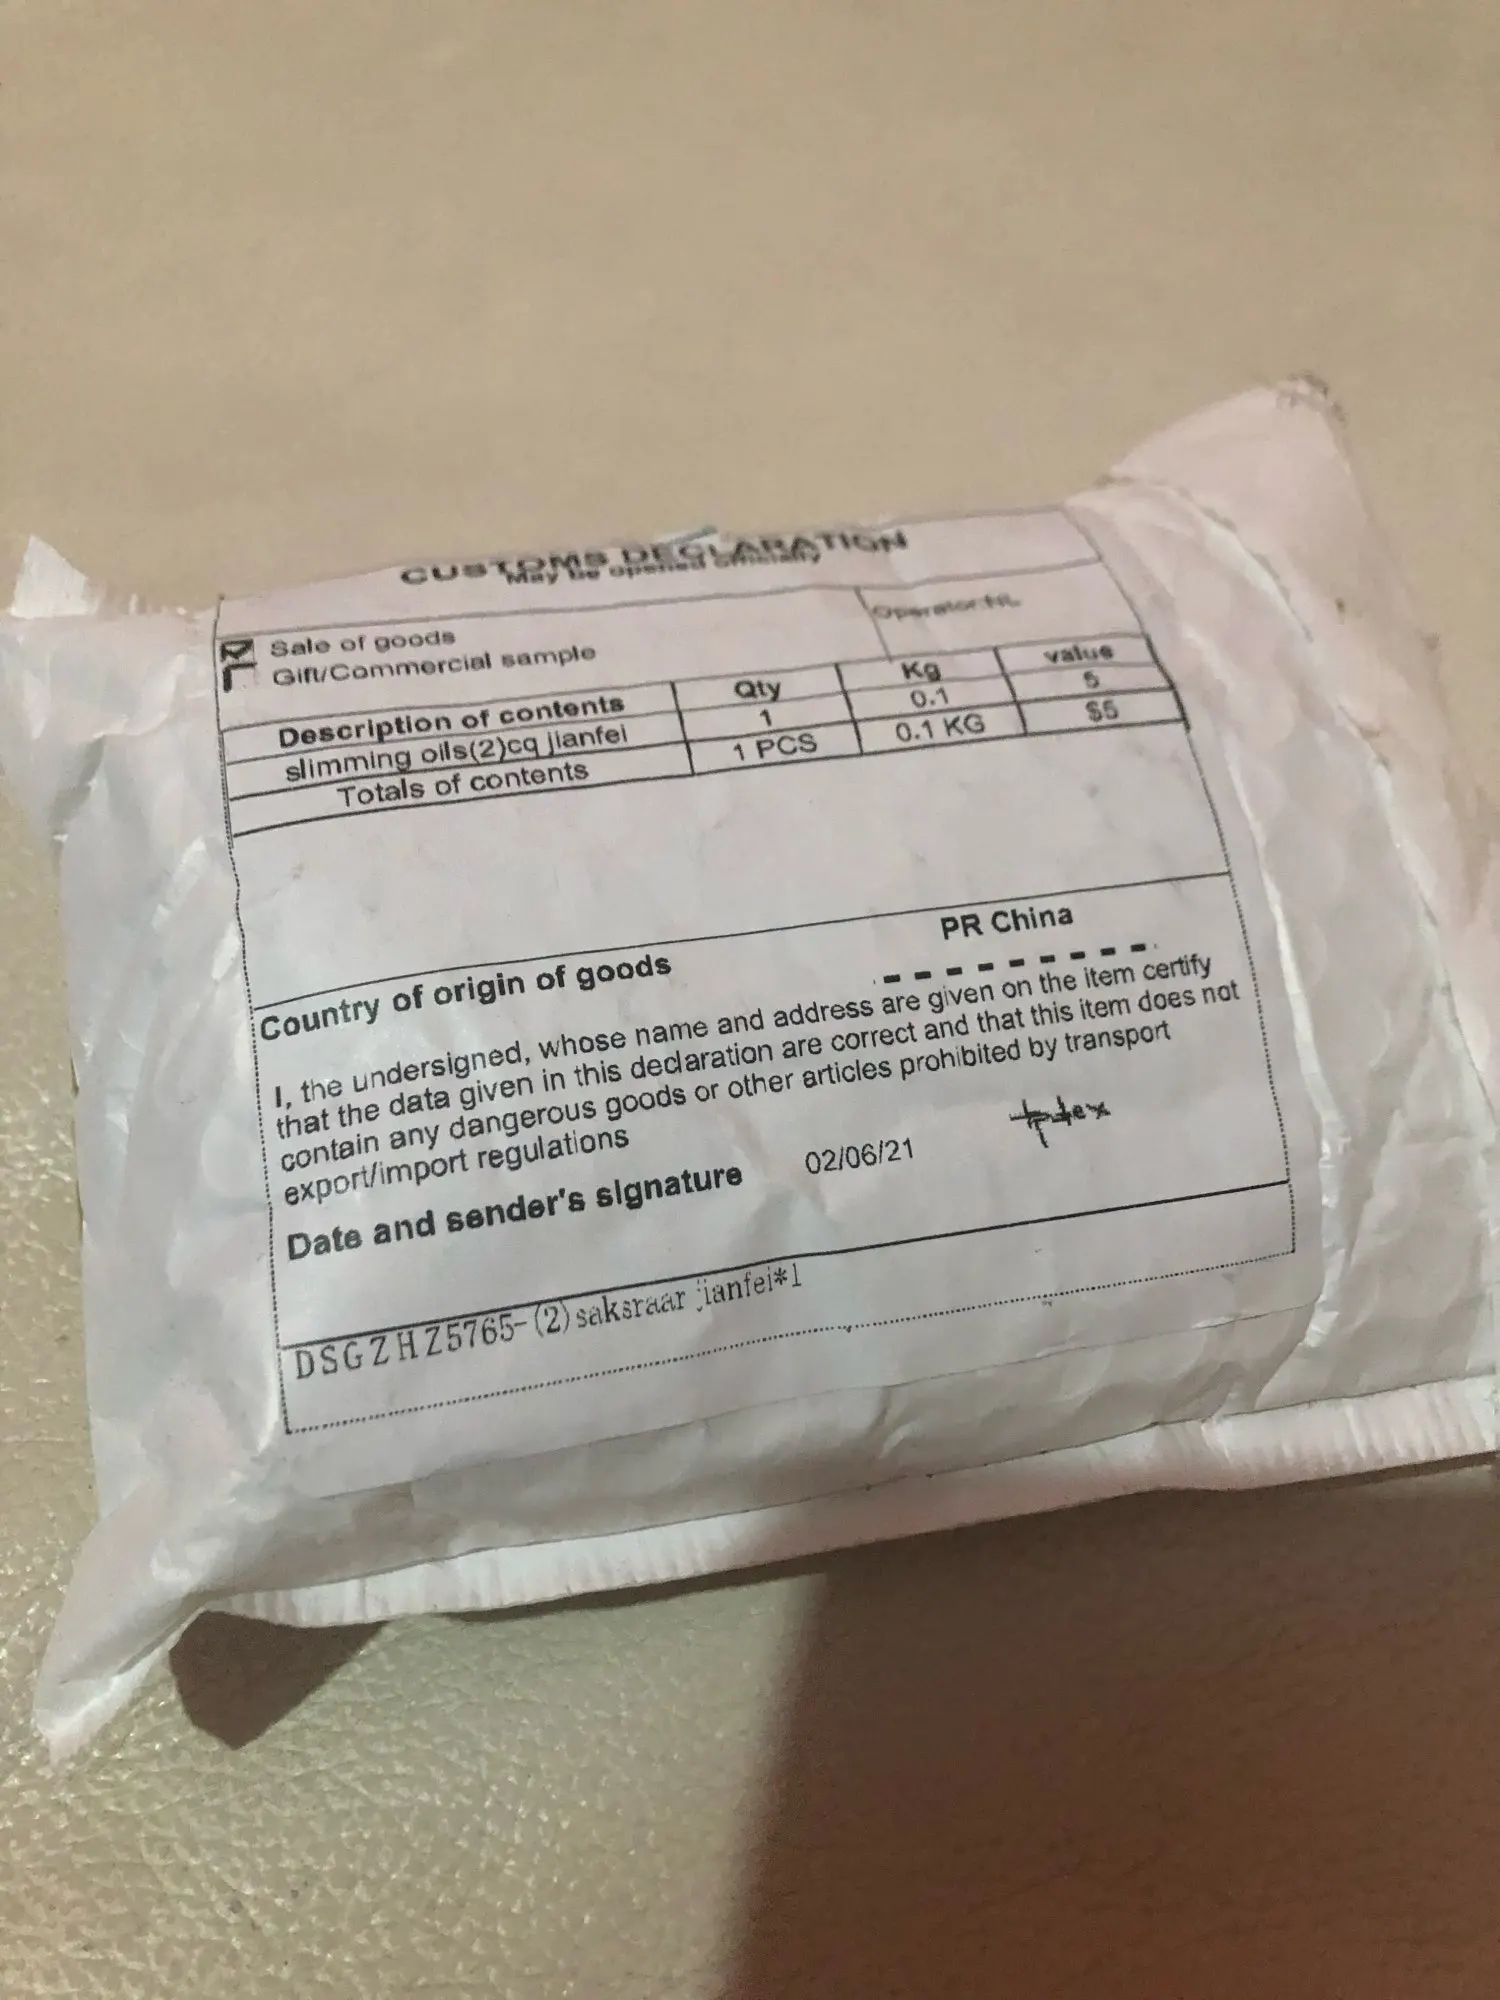 CUSTOMS DECLARATION
May be opened officially
Sale of goods
Gift/Commercial sample
Operator:NL
Description of contents Qty Kg value
slimming oils(2)cq jianfei 1 0.1 5
Totals of contents 1 PCS 0.1 KG $5
Country of origin of goods PR China
I, the undersigned, whose name and address are given on the item certify
that the data given in this declaration are correct and that this item does not
contain any dangerous goods or other articles prohibited by transport
export/import regulations
Date and sender's signature 02/06/21
DSGZHZ5765-(2)saksraar jianfei*1